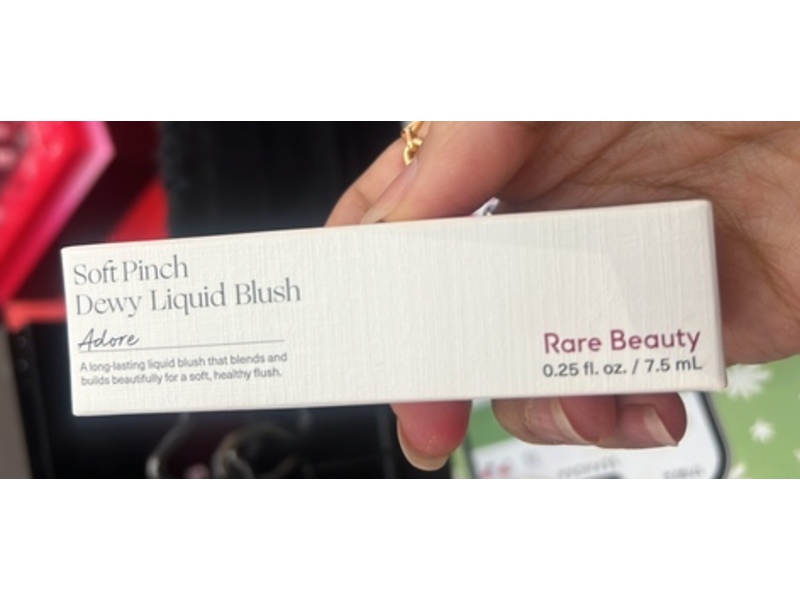 Soft Pinch
Dewy Liquid Blush
Adore
A long-lasting liquid blush that blends and
builds beautifully for a soft, healthy flush.
Rare Beauty
0.25 fl. oz. / 7.5 mL